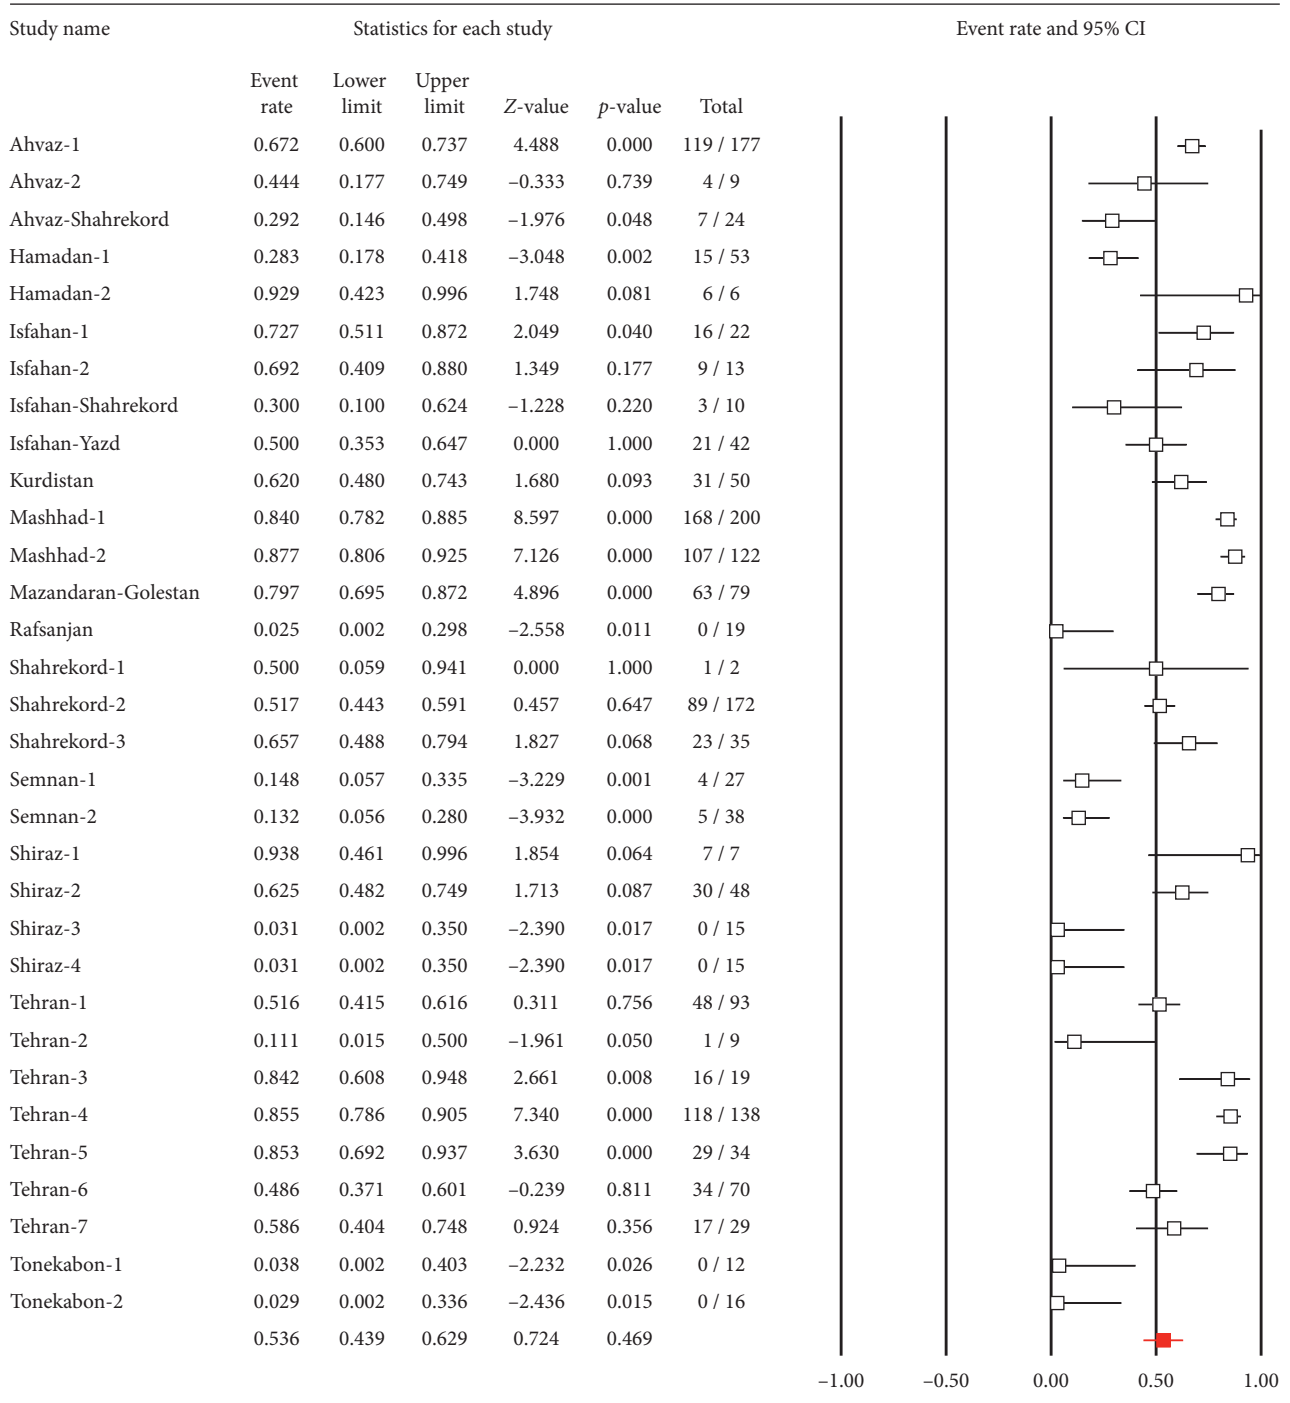 Study name Statistics for each study Event rate and 95% CI
Event rate Lower limit Upper limit Z-value p-value Total
Ahvaz-1 0.672 0.600 0.737 4.488 0.000 119 / 177
Ahvaz-2 0.444 0.177 0.749 –0.333 0.739 4 / 9
Ahvaz-Shahrekord 0.292 0.146 0.498 –1.976 0.048 7 / 24
Hamadan-1 0.283 0.178 0.418 –3.048 0.002 15 / 53
Hamadan-2 0.929 0.423 0.996 1.748 0.081 6 / 6
Isfahan-1 0.727 0.511 0.872 2.049 0.040 16 / 22
Isfahan-2 0.692 0.409 0.880 1.349 0.177 9 / 13
Isfahan-Shahrekord 0.300 0.100 0.624 –1.228 0.220 3 / 10
Isfahan-Yazd 0.500 0.353 0.647 0.000 1.000 21 / 42
Kurdistan 0.620 0.480 0.743 1.680 0.093 31 / 50
Mashhad-1 0.840 0.782 0.885 8.597 0.000 168 / 200
Mashhad-2 0.877 0.806 0.925 7.126 0.000 107 / 122
Mazandaran-Golestan 0.797 0.695 0.872 4.896 0.000 63 / 79
Rafsanjan 0.025 0.002 0.298 –2.558 0.011 0 / 19
Shahrekord-1 0.500 0.059 0.941 0.000 1.000 1 / 2
Shahrekord-2 0.517 0.443 0.591 0.457 0.647 89 / 172
Shahrekord-3 0.657 0.488 0.794 1.827 0.068 23 / 35
Semnan-1 0.148 0.057 0.335 –3.229 0.001 4 / 27
Semnan-2 0.132 0.056 0.280 –3.932 0.000 5 / 38
Shiraz-1 0.938 0.461 0.996 1.854 0.064 7 / 7
Shiraz-2 0.625 0.482 0.749 1.713 0.087 30 / 48
Shiraz-3 0.031 0.002 0.350 –2.390 0.017 0 / 15
Shiraz-4 0.031 0.002 0.350 –2.390 0.017 0 / 15
Tehran-1 0.516 0.415 0.616 0.311 0.756 48 / 93
Tehran-2 0.111 0.015 0.500 –1.961 0.050 1 / 9
Tehran-3 0.842 0.608 0.948 2.661 0.008 16 / 19
Tehran-4 0.855 0.786 0.905 7.340 0.000 118 / 138
Tehran-5 0.853 0.692 0.937 3.630 0.000 29 / 34
Tehran-6 0.486 0.371 0.601 –0.239 0.811 34 / 70
Tehran-7 0.586 0.404 0.748 0.924 0.356 17 / 29
Tonekabon-1 0.038 0.002 0.403 –2.232 0.026 0 / 12
Tonekabon-2 0.029 0.002 0.336 –2.436 0.015 0 / 16
0.536 0.439 0.629 0.724 0.469
–1.00 –0.50 0.00 0.50 1.00